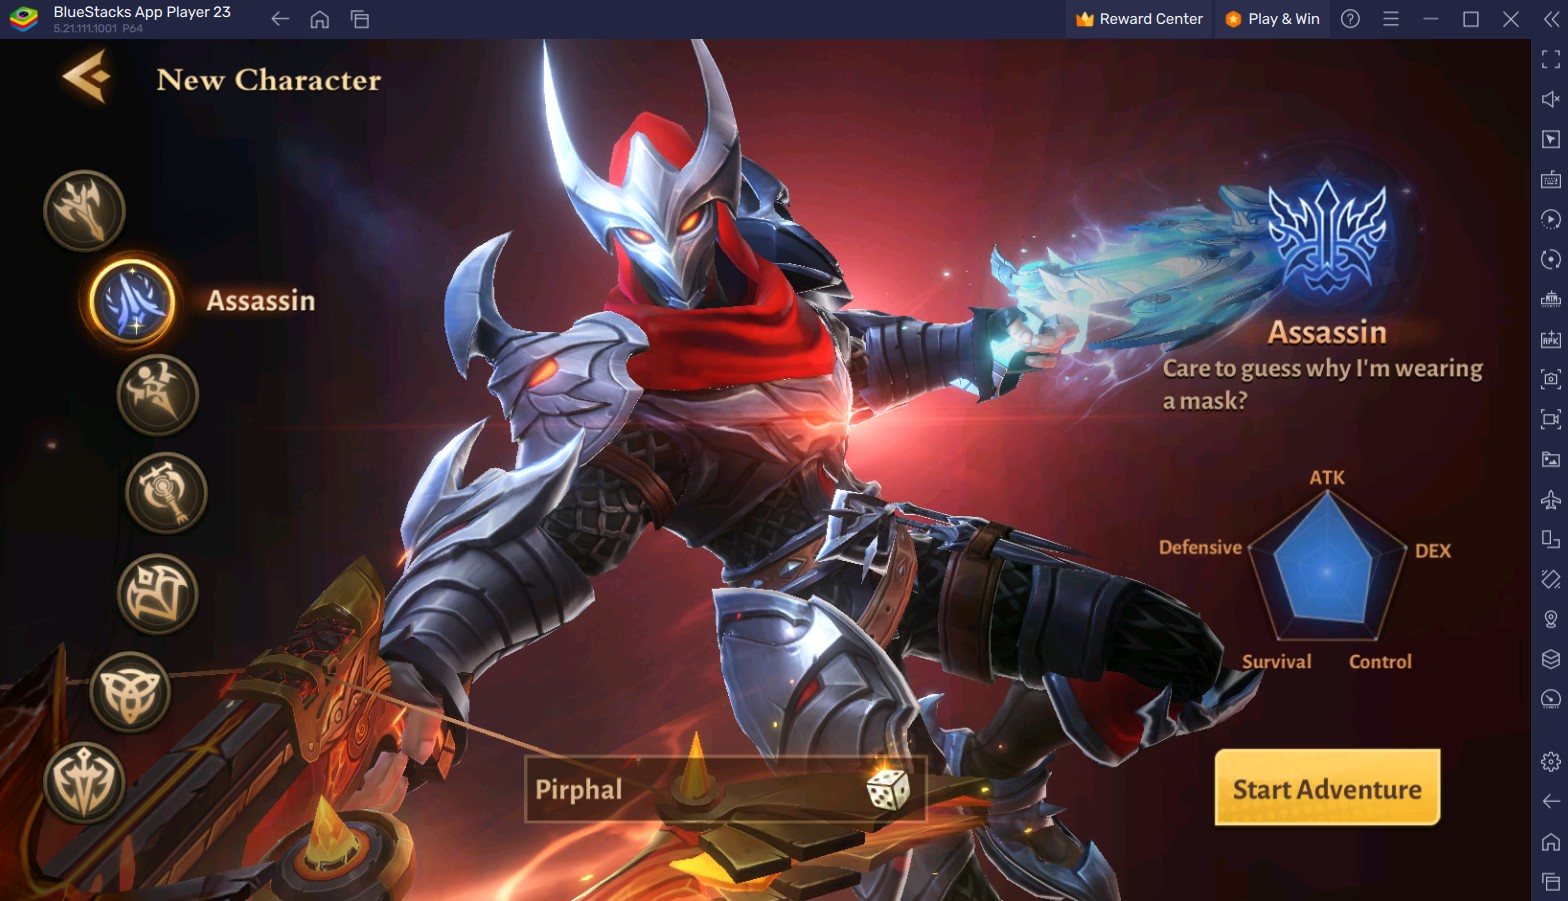 BlueStacks App Player 23
5.21.111.1001 P64
Reward Center
Play & Win
New Character
Assassin
Assassin
Care to guess why I'm wearing
a mask?
ATK
Defensive
DEX
Survival
Control
Pirphal
Start Adventure